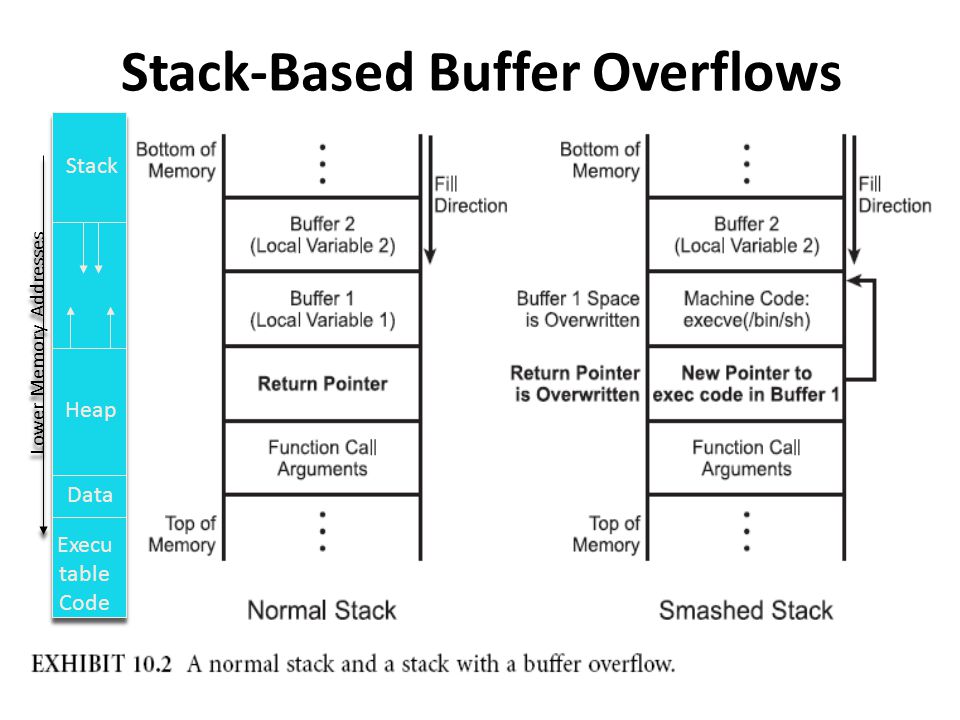 Stack-Based Buffer Overflows
Lower Memory Addresses
Stack
Heap
Data
Execu
table
Code
Bottom of
Memory
Fill
Direction
Buffer 2
(Local Variable 2)
Buffer 1
(Local Variable 1)
Return Pointer
Function Call
Arguments
Top of
Memory
Normal Stack
Bottom of
Memory
Fill
Direction
Buffer 2
(Local Variable 2)
Buffer 1 Space
is Overwritten
Machine Code:
execve(/bin/sh)
Return Pointer
is Overwritten
New Pointer to
exec code in Buffer 1
Function Call
Arguments
Top of
Memory
Smashed Stack
EXHIBIT 10.2 A normal stack and a stack with a buffer overflow.